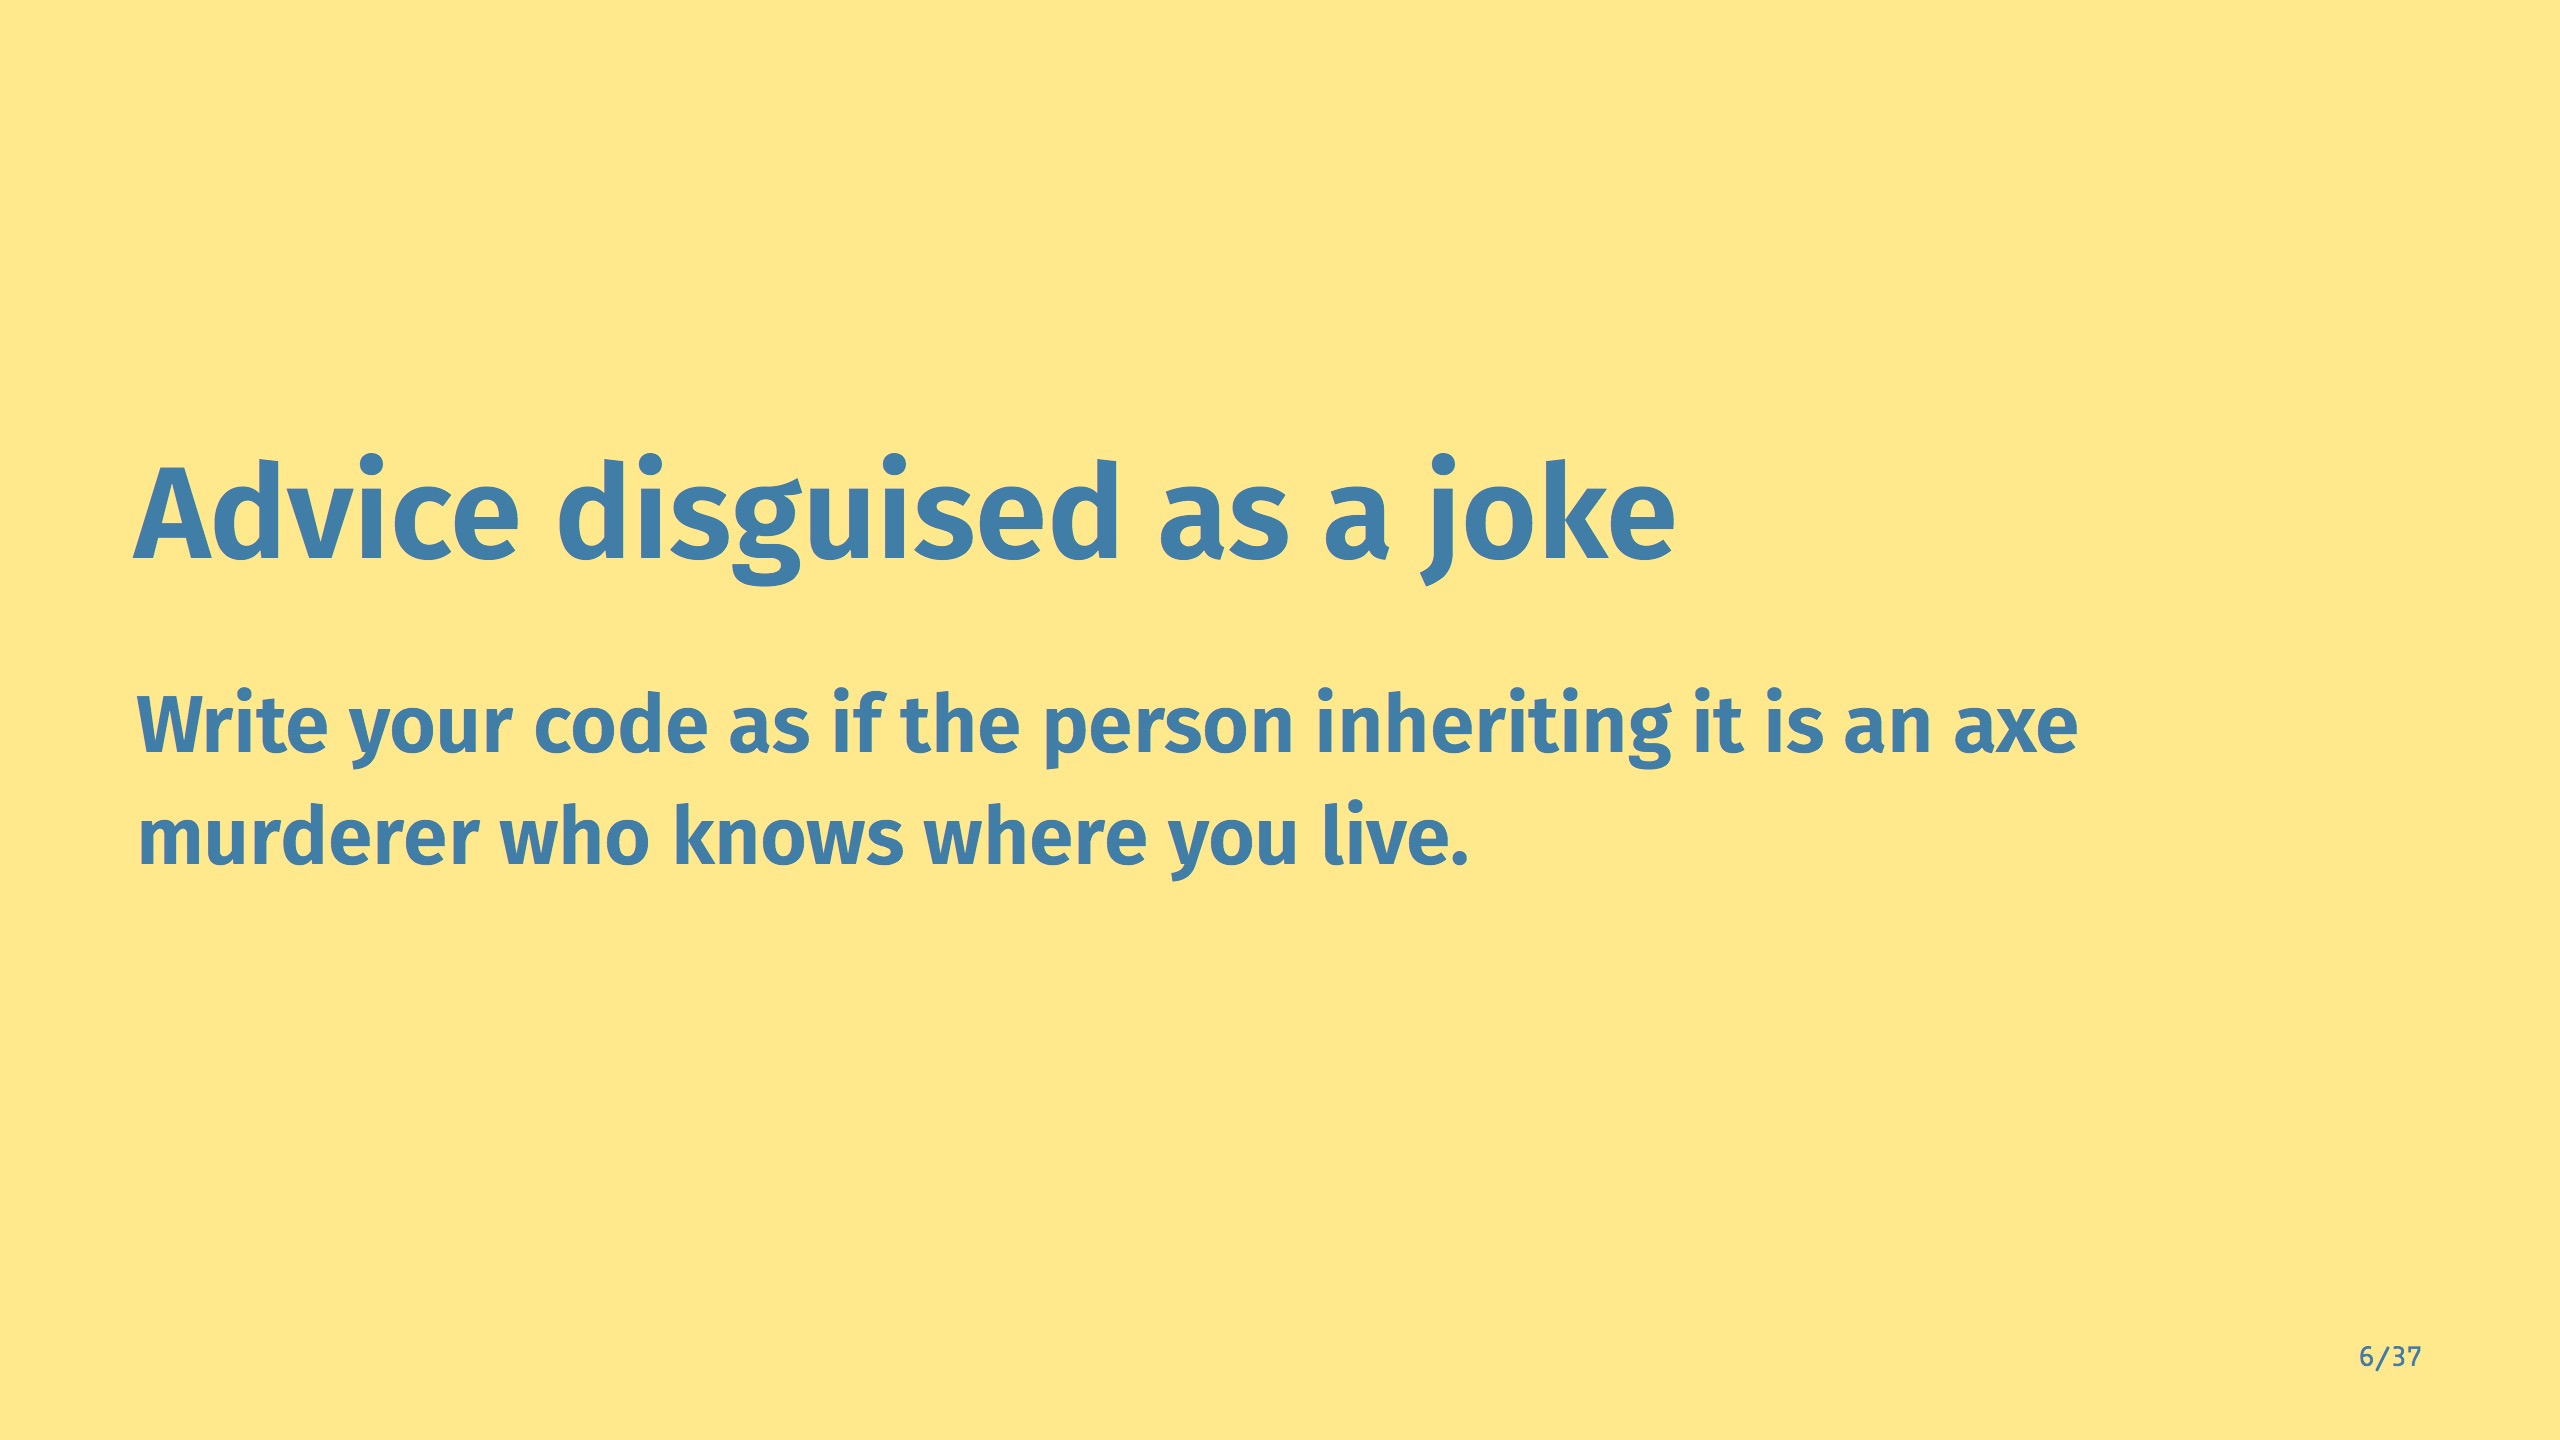 Advice disguised as a joke
Write your code as if the person inheriting it is an axe
murderer who knows where you live.
6/37